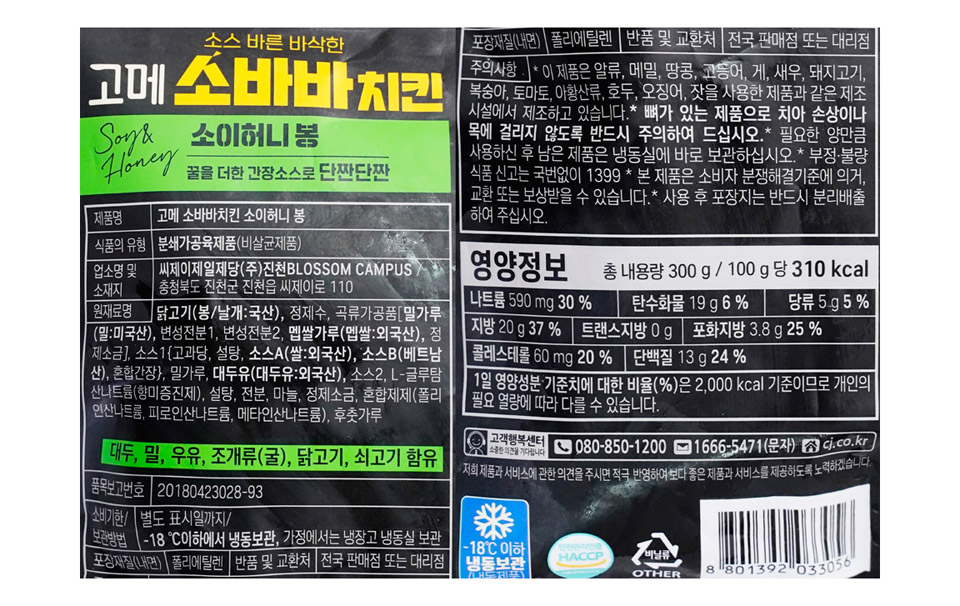 소스 바른 바삭한
고메 소바바치킨
Soy&
Honey
소이허니 봉
꿀을 더한 간장소스로 단짠단짠
제품명 고메 소바바치킨 소이허니 봉
식품의 유형 분쇄가공육제품(비살균제품)
업소명 및 소재지 씨제이제일제당(주)진천BLOSSOM CAMPUS /
충청북도 진천군 진천읍 씨제이로 110
원재료명 닭고기(봉/날개:국산), 정제수, 곡류가공품[밀가루
(밀:미국산), 변성전분1, 변성전분2, 멥쌀가루(멥쌀:외국산), 정
제소금], 소스1{고과당, 설탕, 소스A(쌀:외국산), 소스B(베트남
산), 혼합간장}, 밀가루, 대두유(대두유:외국산), 소스2, L-글루탐
산나트륨(향미증진제), 설탕, 전분, 마늘, 정제소금, 혼합제제(폴리
인산나트륨, 피로인산나트륨, 메타인산나트륨), 후춧가루
대두, 밀, 우유, 조개류(굴), 닭고기, 쇠고기 함유
품목보고번호 20180423028-93
소비기한/ 보관방법 별도 표시일까지/
-18 ℃이하에서 냉동보관, 가정에서는 냉장고 냉동실 보관
포장재질(내면) 폴리에틸렌 반품 및 교환처 전국 판매점 또는 대리점
포장재질(내면) 폴리에틸렌 반품 및 교환처 전국 판매점 또는 대리점
주의사항 * 이 제품은 알류, 메밀, 땅콩, 고등어, 게, 새우, 돼지고기,
복숭아, 토마토, 아황산류, 호두, 오징어, 잣을 사용한 제품과 같은 제조
시설에서 제조하고 있습니다.* 뼈가 있는 제품으로 치아 손상이나
목에 걸리지 않도록 반드시 주의하여 드십시오.* 필요한 양만큼
사용하신 후 남은 제품은 냉동실에 바로 보관하십시오.* 부정·불량
식품 신고는 국번없이 1399 * 본 제품은 소비자 분쟁해결기준에 의거,
교환 또는 보상받을 수 있습니다.* 사용 후 포장지는 반드시 분리배출
하여 주십시오.
영양정보 총 내용량 300 g / 100 g 당 310 kcal
나트륨 590 mg 30 % 탄수화물 19 g 6 % 당류 5 g 5 %
지방 20 g 37 % 트랜스지방 0 g 포화지방 3.8 g 25 %
콜레스테롤 60 mg 20 % 단백질 13 g 24 %
1일 영양성분 기준치에 대한 비율(%)은 2,000 kcal 기준이므로 개인의
필요 열량에 따라 다를 수 있습니다.
고객행복센터 080-850-1200 1666-5471(문자) cj.co.kr
소중한 의견을 기다립니다
저희 제품과 서비스에 관한 의견을 주시면 적극 반영하여 보다 좋은 제품과 서비스를 제공하도록 노력하겠습니다.
-18℃ 이하
냉동보관
(냉동제품)
안전관리인증
HACCP
비닐류
OTHER
8 801392 033056